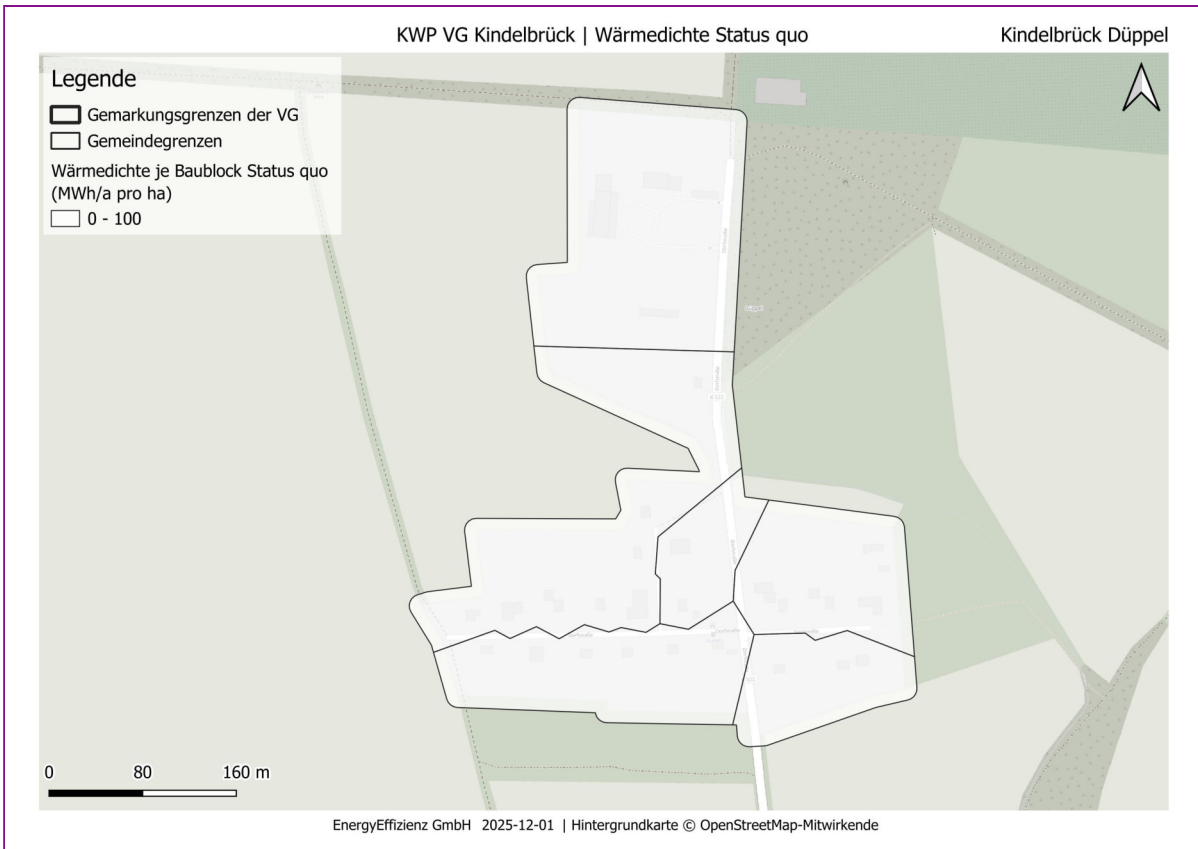 KWP VG Kindelbrück | Wärmedichte Status quo
Kindelbrück Düppel
Legende
Gemarkungsgrenzen der VG
Gemeindegrenzen
Wärmedichte je Baublock Status quo
(MWh/a pro ha)
0 - 100
0 80 160 m
EnergyEffizienz GmbH 2025-12-01 | Hintergrundkarte © OpenStreetMap-Mitwirkende